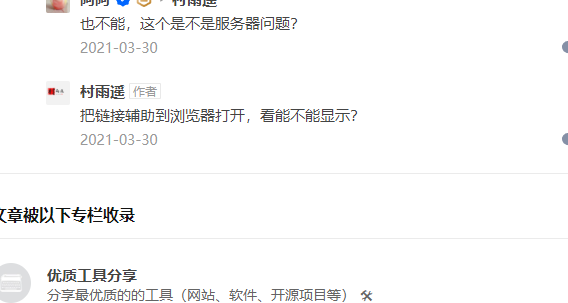 阿阿 · 村雨遥
也不能，这个是不是服务器问题？
2021-03-30
村雨遥 作者
把链接辅助到浏览器打开，看能不能显示？
2021-03-30
文章被以下专栏收录
优质工具分享
分享最优质的的工具（网站、软件、开源项目等） 🛠